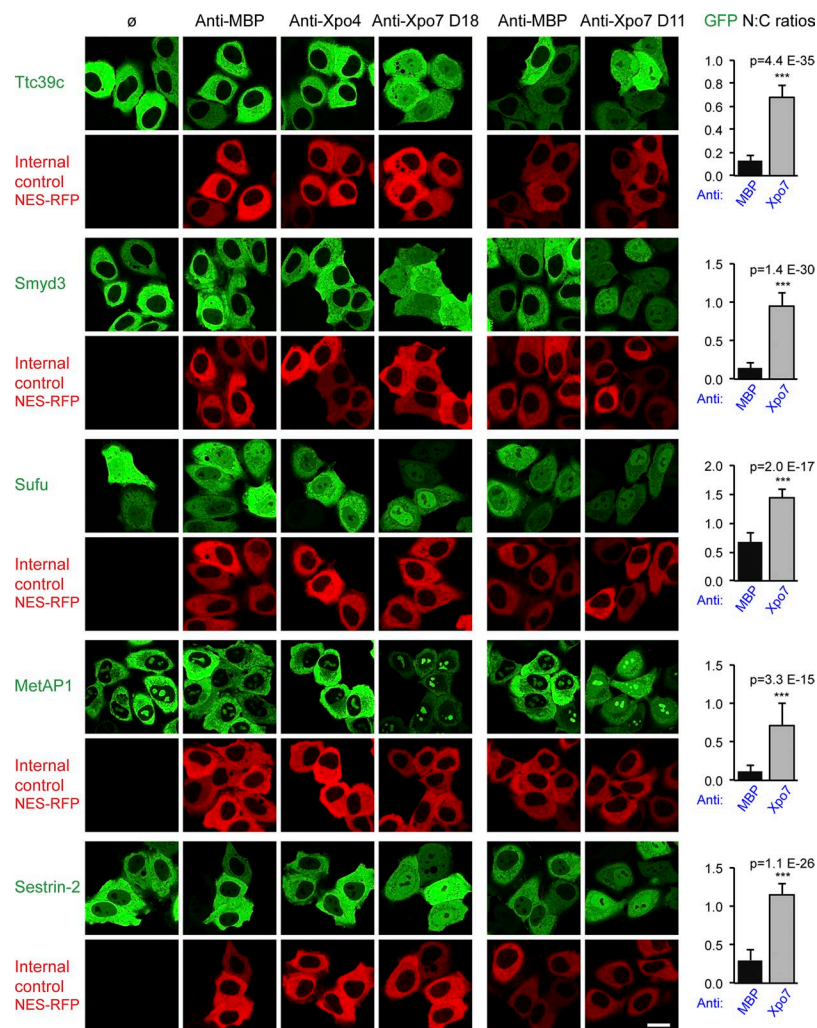 ø Anti-MBP Anti-Xpo4 Anti-Xpo7 D18 Anti-MBP Anti-Xpo7 D11 GFP N:C ratios
Ttc39c
Internal
control
NES-RFP
p=4.4 E-35
***
1.0
0.8
0.6
0.4
0.2
0.0
Anti: MBP Xpo7
Smyd3
Internal
control
NES-RFP
p=1.4 E-30
***
1.5
1.0
0.5
0.0
Anti: MBP Xpo7
Sufu
Internal
control
NES-RFP
p=2.0 E-17
***
2.0
1.5
1.0
0.5
0.0
Anti: MBP Xpo7
MetAP1
Internal
control
NES-RFP
p=3.3 E-15
***
1.5
1.0
0.5
0.0
Anti: MBP Xpo7
Sestrin-2
Internal
control
NES-RFP
p=1.1 E-26
***
1.5
1.0
0.5
0.0
Anti: MBP Xpo7